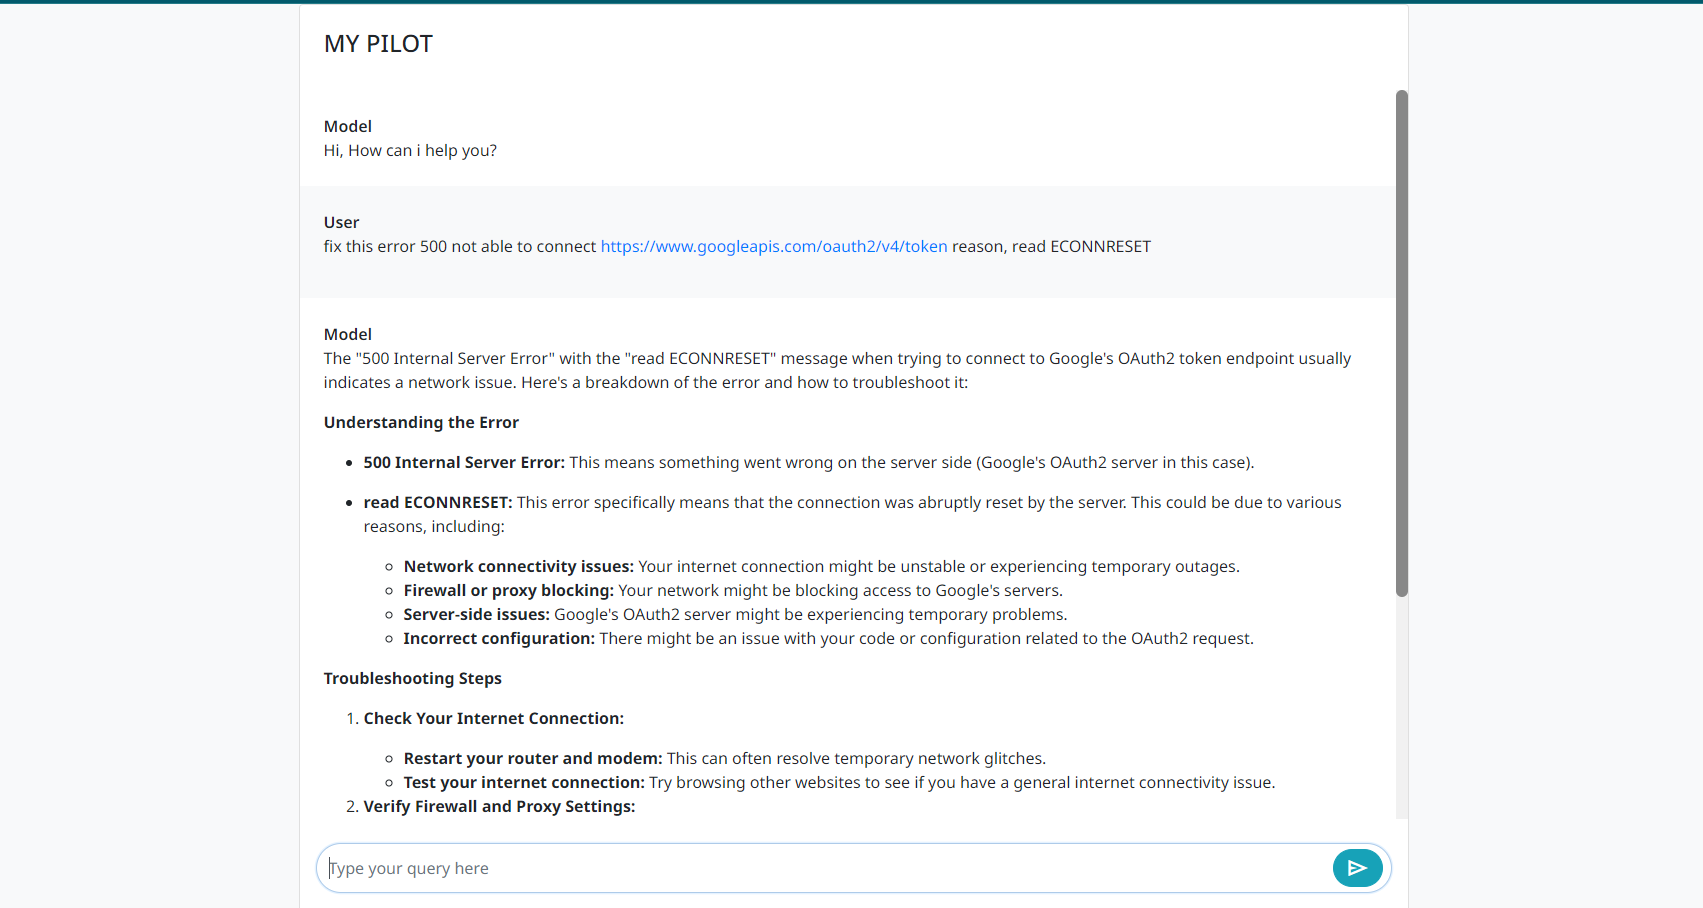 MY PILOT
Model
Hi, How can i help you?
User
fix this error 500 not able to connect https://www.googleapis.com/oauth2/v4/token reason, read ECONNRESET
Model
The "500 Internal Server Error" with the "read ECONNRESET" message when trying to connect to Google's OAuth2 token endpoint usually
indicates a network issue. Here's a breakdown of the error and how to troubleshoot it:
Understanding the Error
• 500 Internal Server Error: This means something went wrong on the server side (Google's OAuth2 server in this case).
• read ECONNRESET: This error specifically means that the connection was abruptly reset by the server. This could be due to various
reasons, including:
◦ Network connectivity issues: Your internet connection might be unstable or experiencing temporary outages.
◦ Firewall or proxy blocking: Your network might be blocking access to Google's servers.
◦ Server-side issues: Google's OAuth2 server might be experiencing temporary problems.
◦ Incorrect configuration: There might be an issue with your code or configuration related to the OAuth2 request.
Troubleshooting Steps
1. Check Your Internet Connection:
◦ Restart your router and modem: This can often resolve temporary network glitches.
◦ Test your internet connection: Try browsing other websites to see if you have a general internet connectivity issue.
2. Verify Firewall and Proxy Settings:
Type your query here